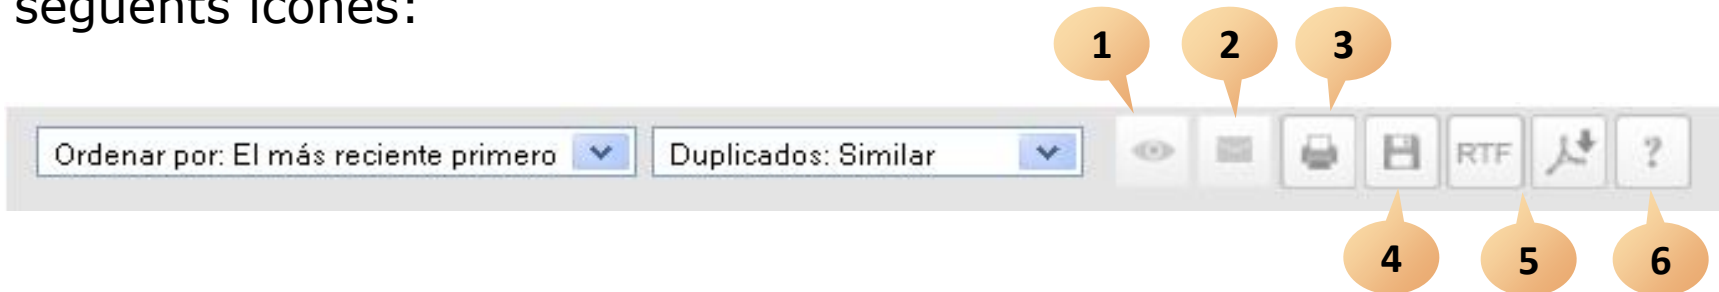 següents icones:
1 2 3
Ordenar por: El más reciente primero Duplicados: Similar RTF ?
4 5 6